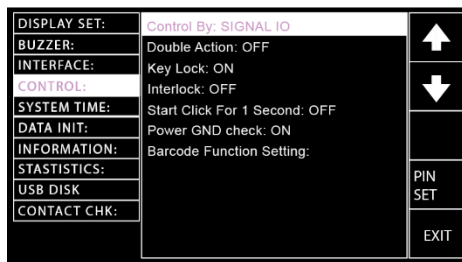 DISPLAY SET:
BUZZER:
INTERFACE:
CONTROL:
SYSTEM TIME:
DATA INIT:
INFORMATION:
STASTISTICS:
USB DISK
CONTACT CHK:
Control By: SIGNAL IO
Double Action: OFF
Key Lock: ON
Interlock: OFF
Start Click For 1 Second: OFF
Power GND check: ON
Barcode Function Setting:
PIN
SET
EXIT